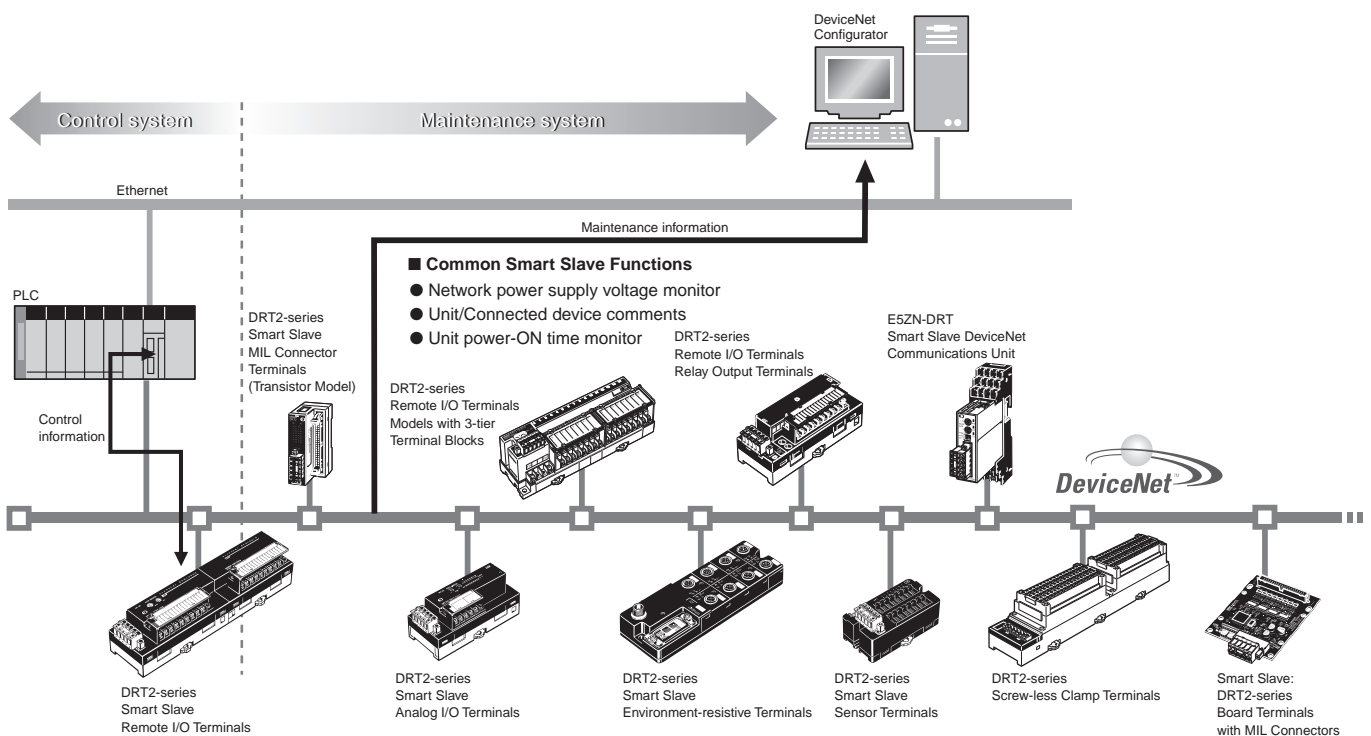 DeviceNet
Configurator
Control system
Maintenance system
Ethernet
Maintenance information
■ Common Smart Slave Functions
● Network power supply voltage monitor
● Unit/Connected device comments
● Unit power-ON time monitor
PLC
Control
information
DRT2-series
Smart Slave
MIL Connector
Terminals
(Transistor Model)
DRT2-series
Remote I/O Terminals
Models with 3-tier
Terminal Blocks
DRT2-series
Remote I/O Terminals
Relay Output Terminals
E5ZN-DRT
Smart Slave DeviceNet
Communications Unit
DeviceNet™
DRT2-series
Smart Slave
Remote I/O Terminals
DRT2-series
Smart Slave
Analog I/O Terminals
DRT2-series
Smart Slave
Environment-resistive Terminals
DRT2-series
Smart Slave
Sensor Terminals
DRT2-series
Screw-less Clamp Terminals
Smart Slave:
DRT2-series
Board Terminals
with MIL Connectors